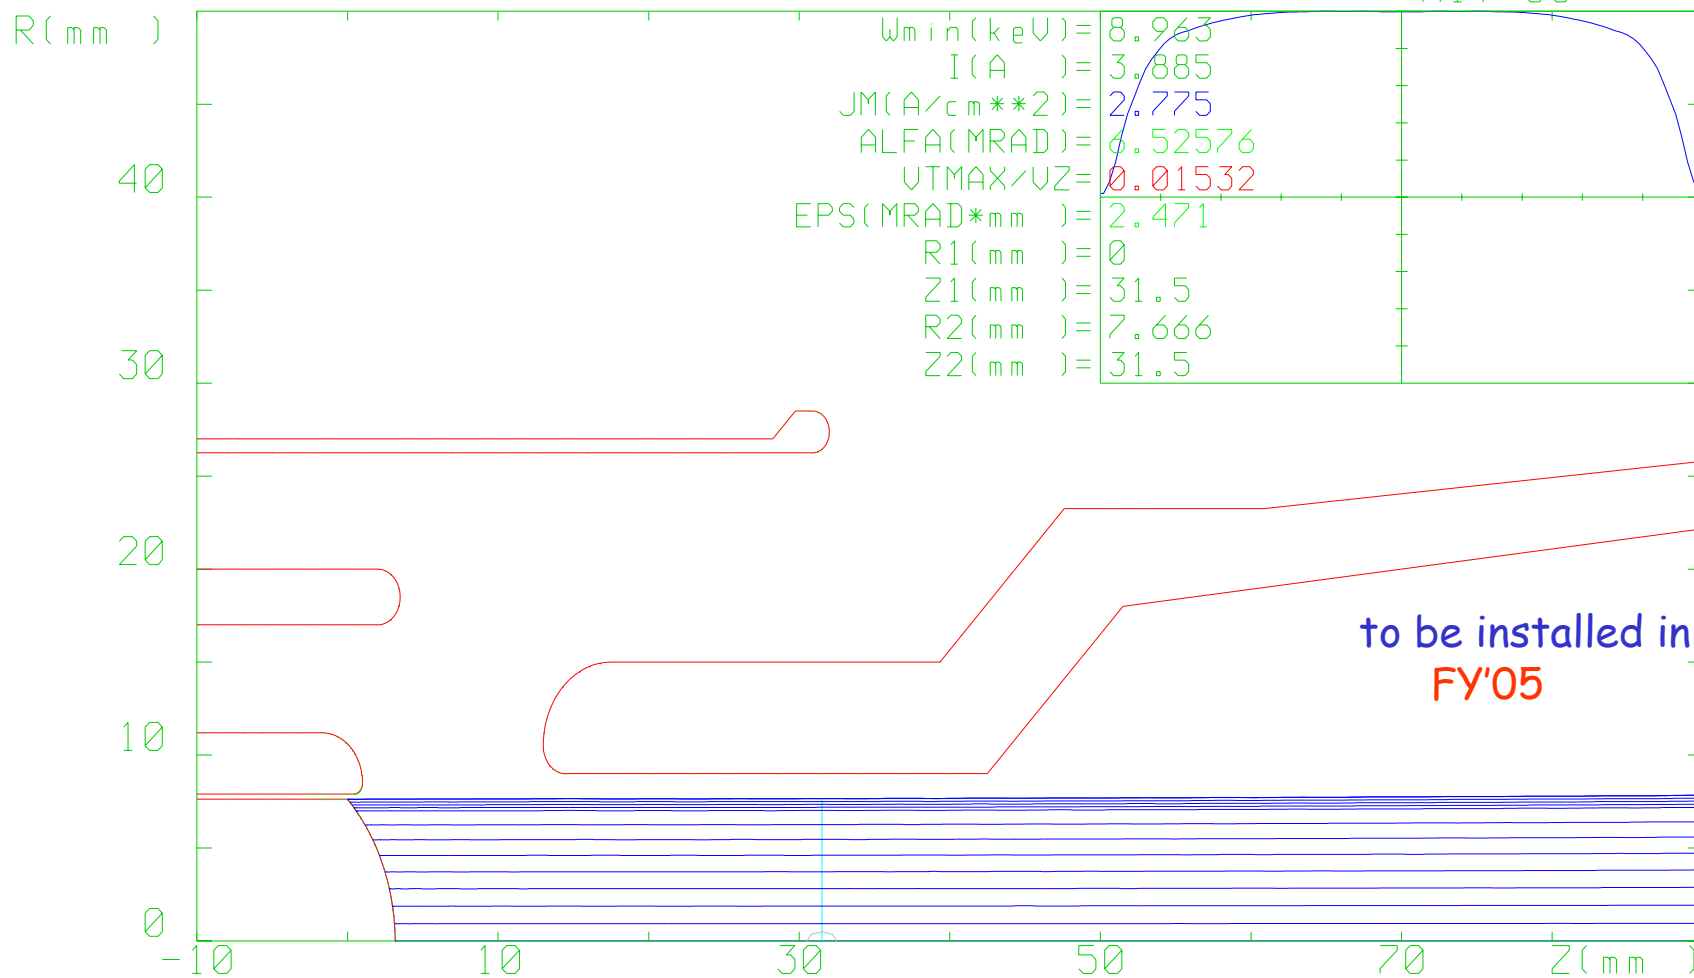 R(mm )
Wmin(keV)= 8.963
I(A )= 3.885
JM(A/cm**2)= 2.775
ALFA(MRAD)= 6.52576
VTMAX/VZ= 0.01532
EPS(MRAD*mm )= 2.471
R1(mm )= 0
Z1(mm )= 31.5
R2(mm )= 7.666
Z2(mm )= 31.5
40
30
20
10
0
to be installed in
FY'05
-10 10 30 50 70 Z(mm )